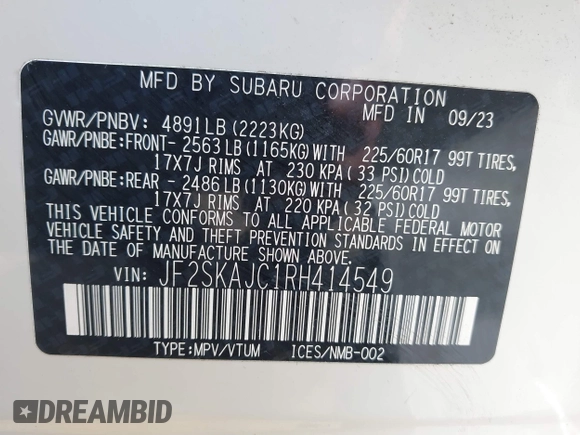 MFD BY SUBARU CORPORATION
MFD IN 09/23
GVWR/PNBV: 4891LB(2223KG)
GAWR/PNBE:FRONT- 2563LB(1165KG)WITH 225/60R17 99T TIRES,
17X7J RIMS AT 230 KPA(33 PSI)COLD
GAWR/PNBE:REAR - 2486LB(1130KG)WITH 225/60R17 99T TIRES,
17X7J RIMS AT 220 KPA(32 PSI)COLD
THIS VEHICLE CONFORMS TO ALL APPLICABLE FEDERAL MOTOR
VEHICLE SAFETY AND THEFT PREVENTION STANDARDS IN EFFECT ON
THE DATE OF MANUFACTURE SHOWN ABOVE.
VIN: JF2SKAJC1RH414549
TYPE:MPV/VTUM ICES/NMB-002
DREAMBID